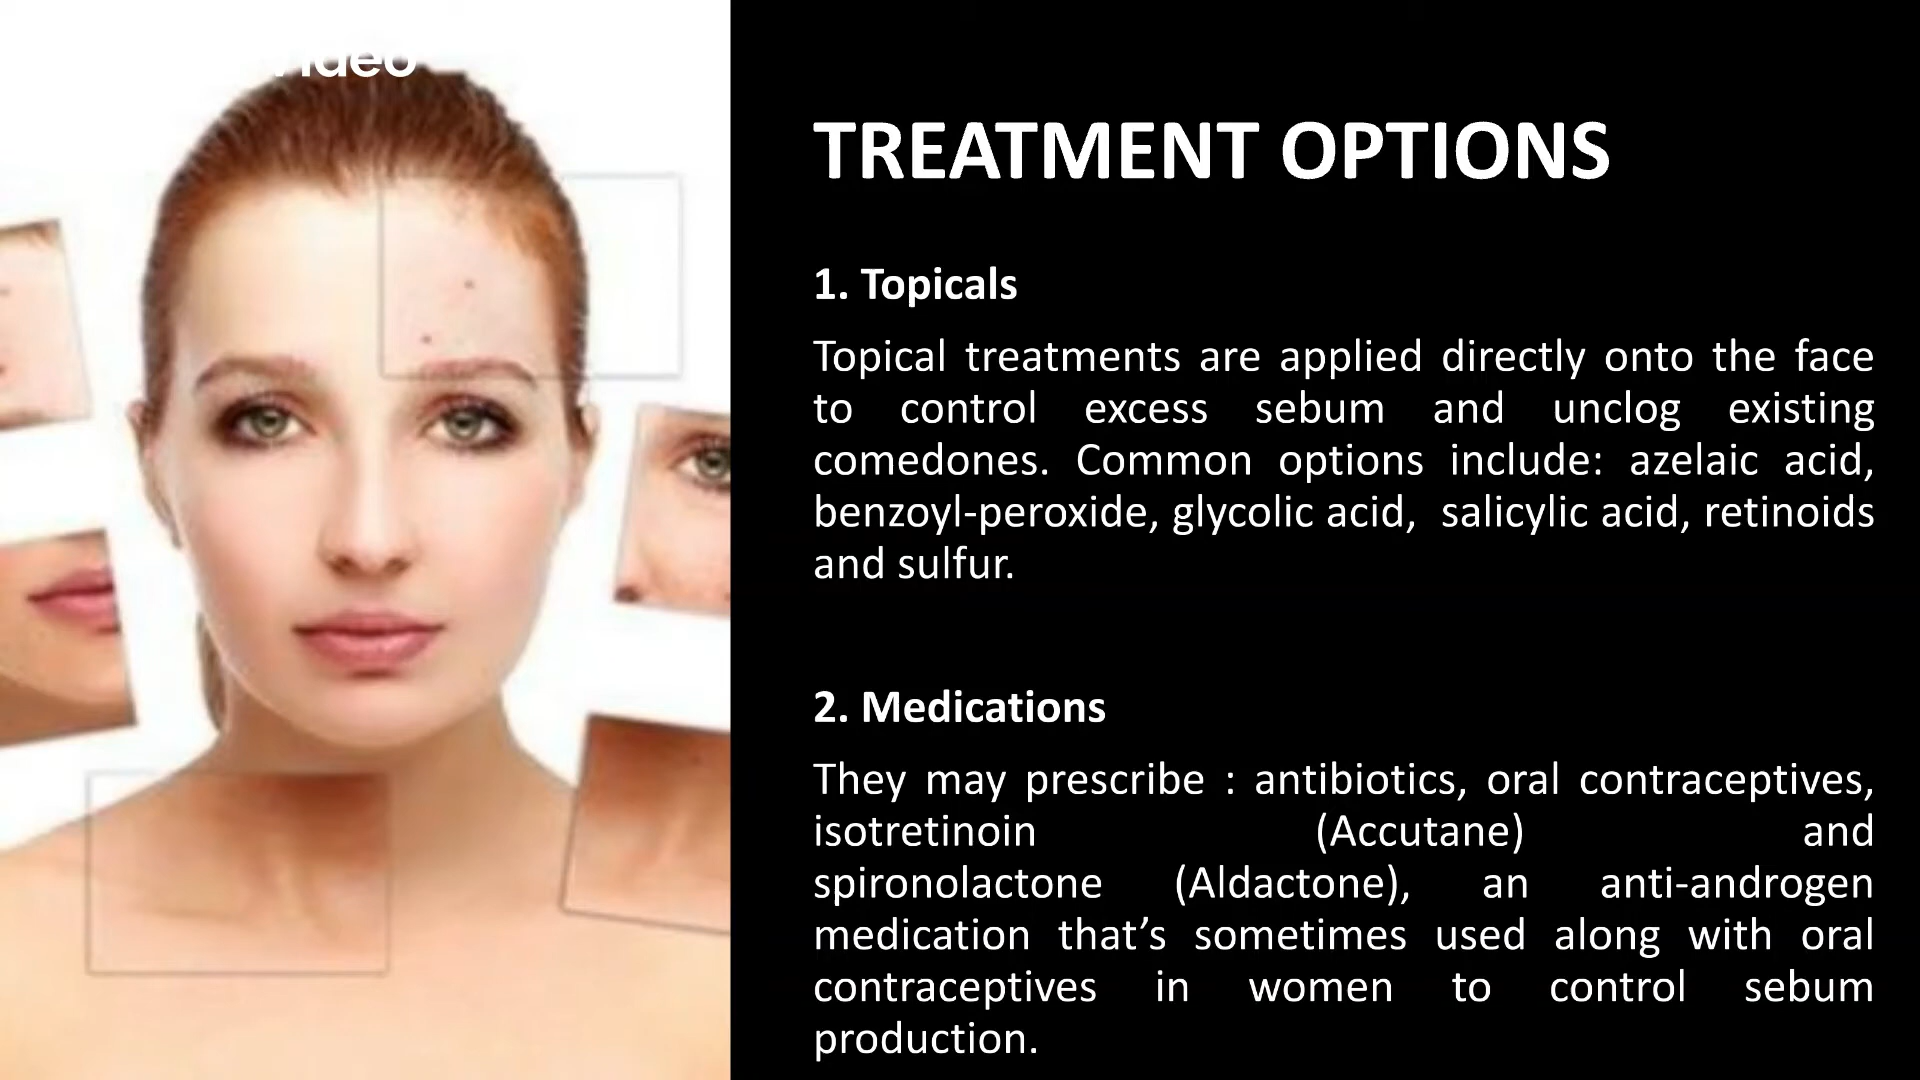 TREATMENT OPTIONS
1. Topicals
Topical treatments are applied directly onto the face
to control excess sebum and unclog existing
comedones. Common options include: azelaic acid,
benzoyl-peroxide, glycolic acid, salicylic acid, retinoids
and sulfur.
2. Medications
They may prescribe : antibiotics, oral contraceptives,
isotretinoin (Accutane) and
spironolactone (Aldactone), an anti-androgen
medication that’s sometimes used along with oral
contraceptives in women to control sebum
production.